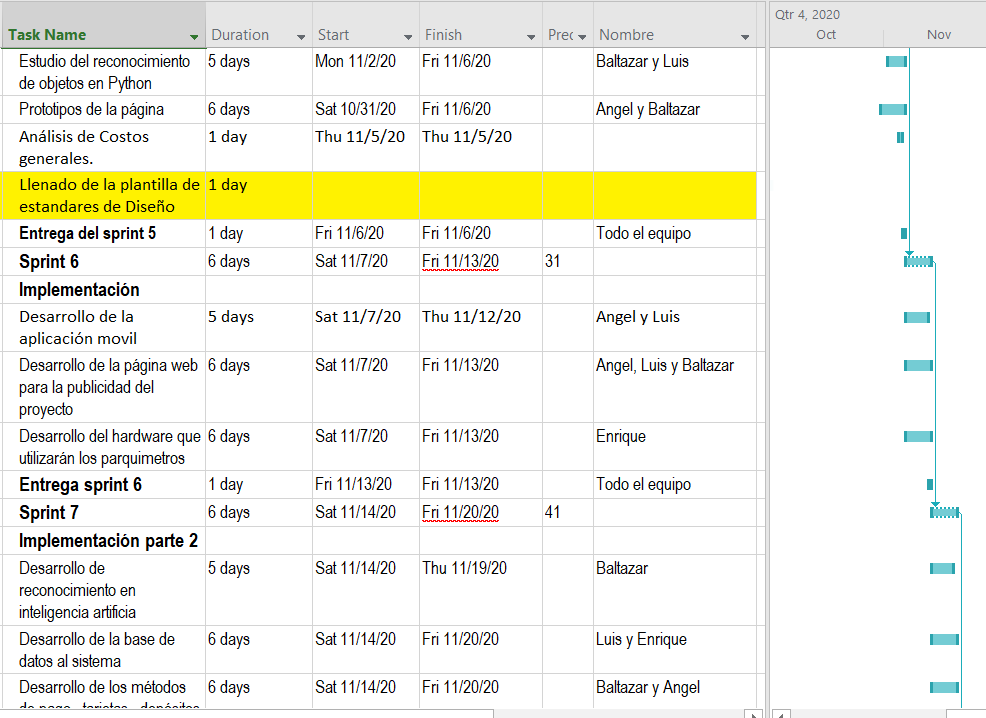 Qtr 4, 2020
Task Name Duration Start Finish Prec Nombre Oct Nov
Estudio del reconocimiento 5 days Mon 11/2/20 Fri 11/6/20 Baltazar y Luis
de objetos en Python
Prototipos de la página 6 days Sat 10/31/20 Fri 11/6/20 Angel y Baltazar
Análisis de Costos 1 day Thu 11/5/20 Thu 11/5/20
generales.
Llenado de la plantilla de 1 day
estandares de Diseño
Entrega del sprint 5 1 day Fri 11/6/20 Fri 11/6/20 Todo el equipo
Sprint 6 6 days Sat 11/7/20 Fri 11/13/20 31
Implementación
Desarrollo de la 5 days Sat 11/7/20 Thu 11/12/20 Angel y Luis
aplicación movil
Desarrollo de la página web 6 days Sat 11/7/20 Fri 11/13/20 Angel, Luis y Baltazar
para la publicidad del
proyecto
Desarrollo del hardware que 6 days Sat 11/7/20 Fri 11/13/20 Enrique
utilizarán los parquimetros
Entrega sprint 6 1 day Fri 11/13/20 Fri 11/13/20 Todo el equipo
Sprint 7 6 days Sat 11/14/20 Fri 11/20/20 41
Implementación parte 2
Desarrollo de 5 days Sat 11/14/20 Thu 11/19/20 Baltazar
reconocimiento en
inteligencia artificia
Desarrollo de la base de 6 days Sat 11/14/20 Fri 11/20/20 Luis y Enrique
datos al sistema
Desarrollo de los métodos 6 days Sat 11/14/20 Fri 11/20/20 Baltazar y Angel